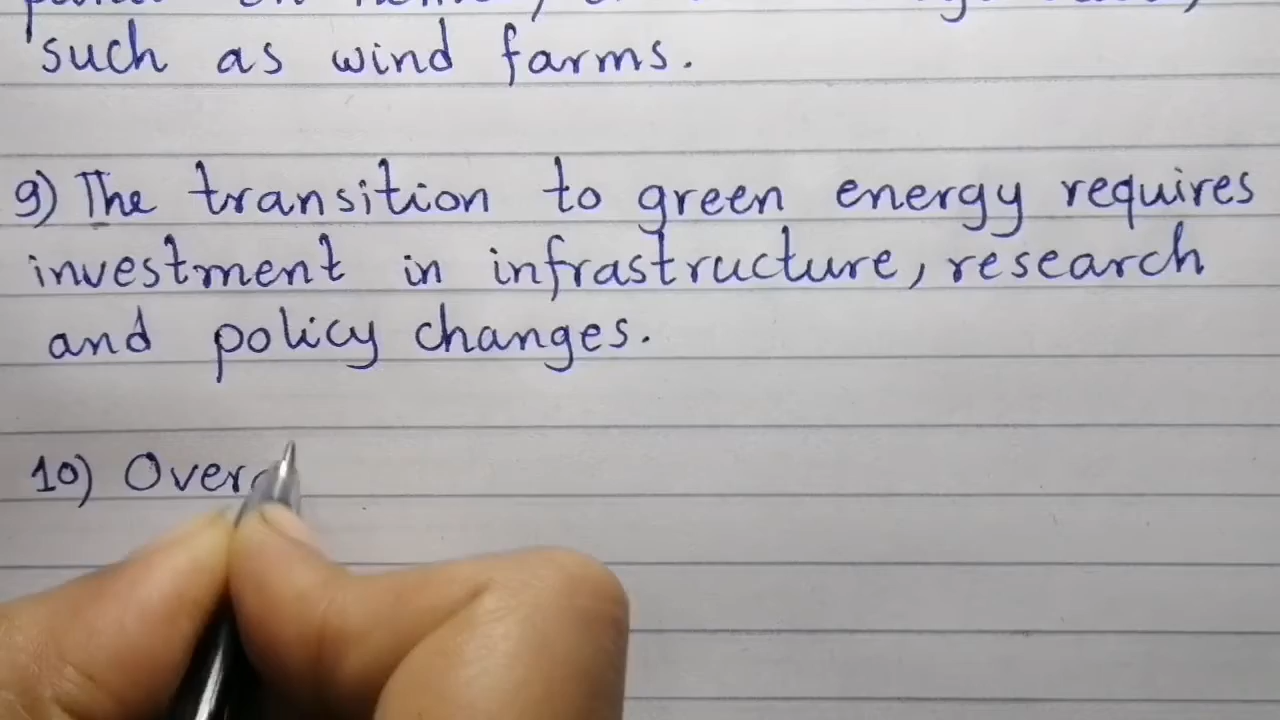 such as wind farms.
9) The transition to green energy requires
investment in infrastructure, research
and policy changes.
10) Over